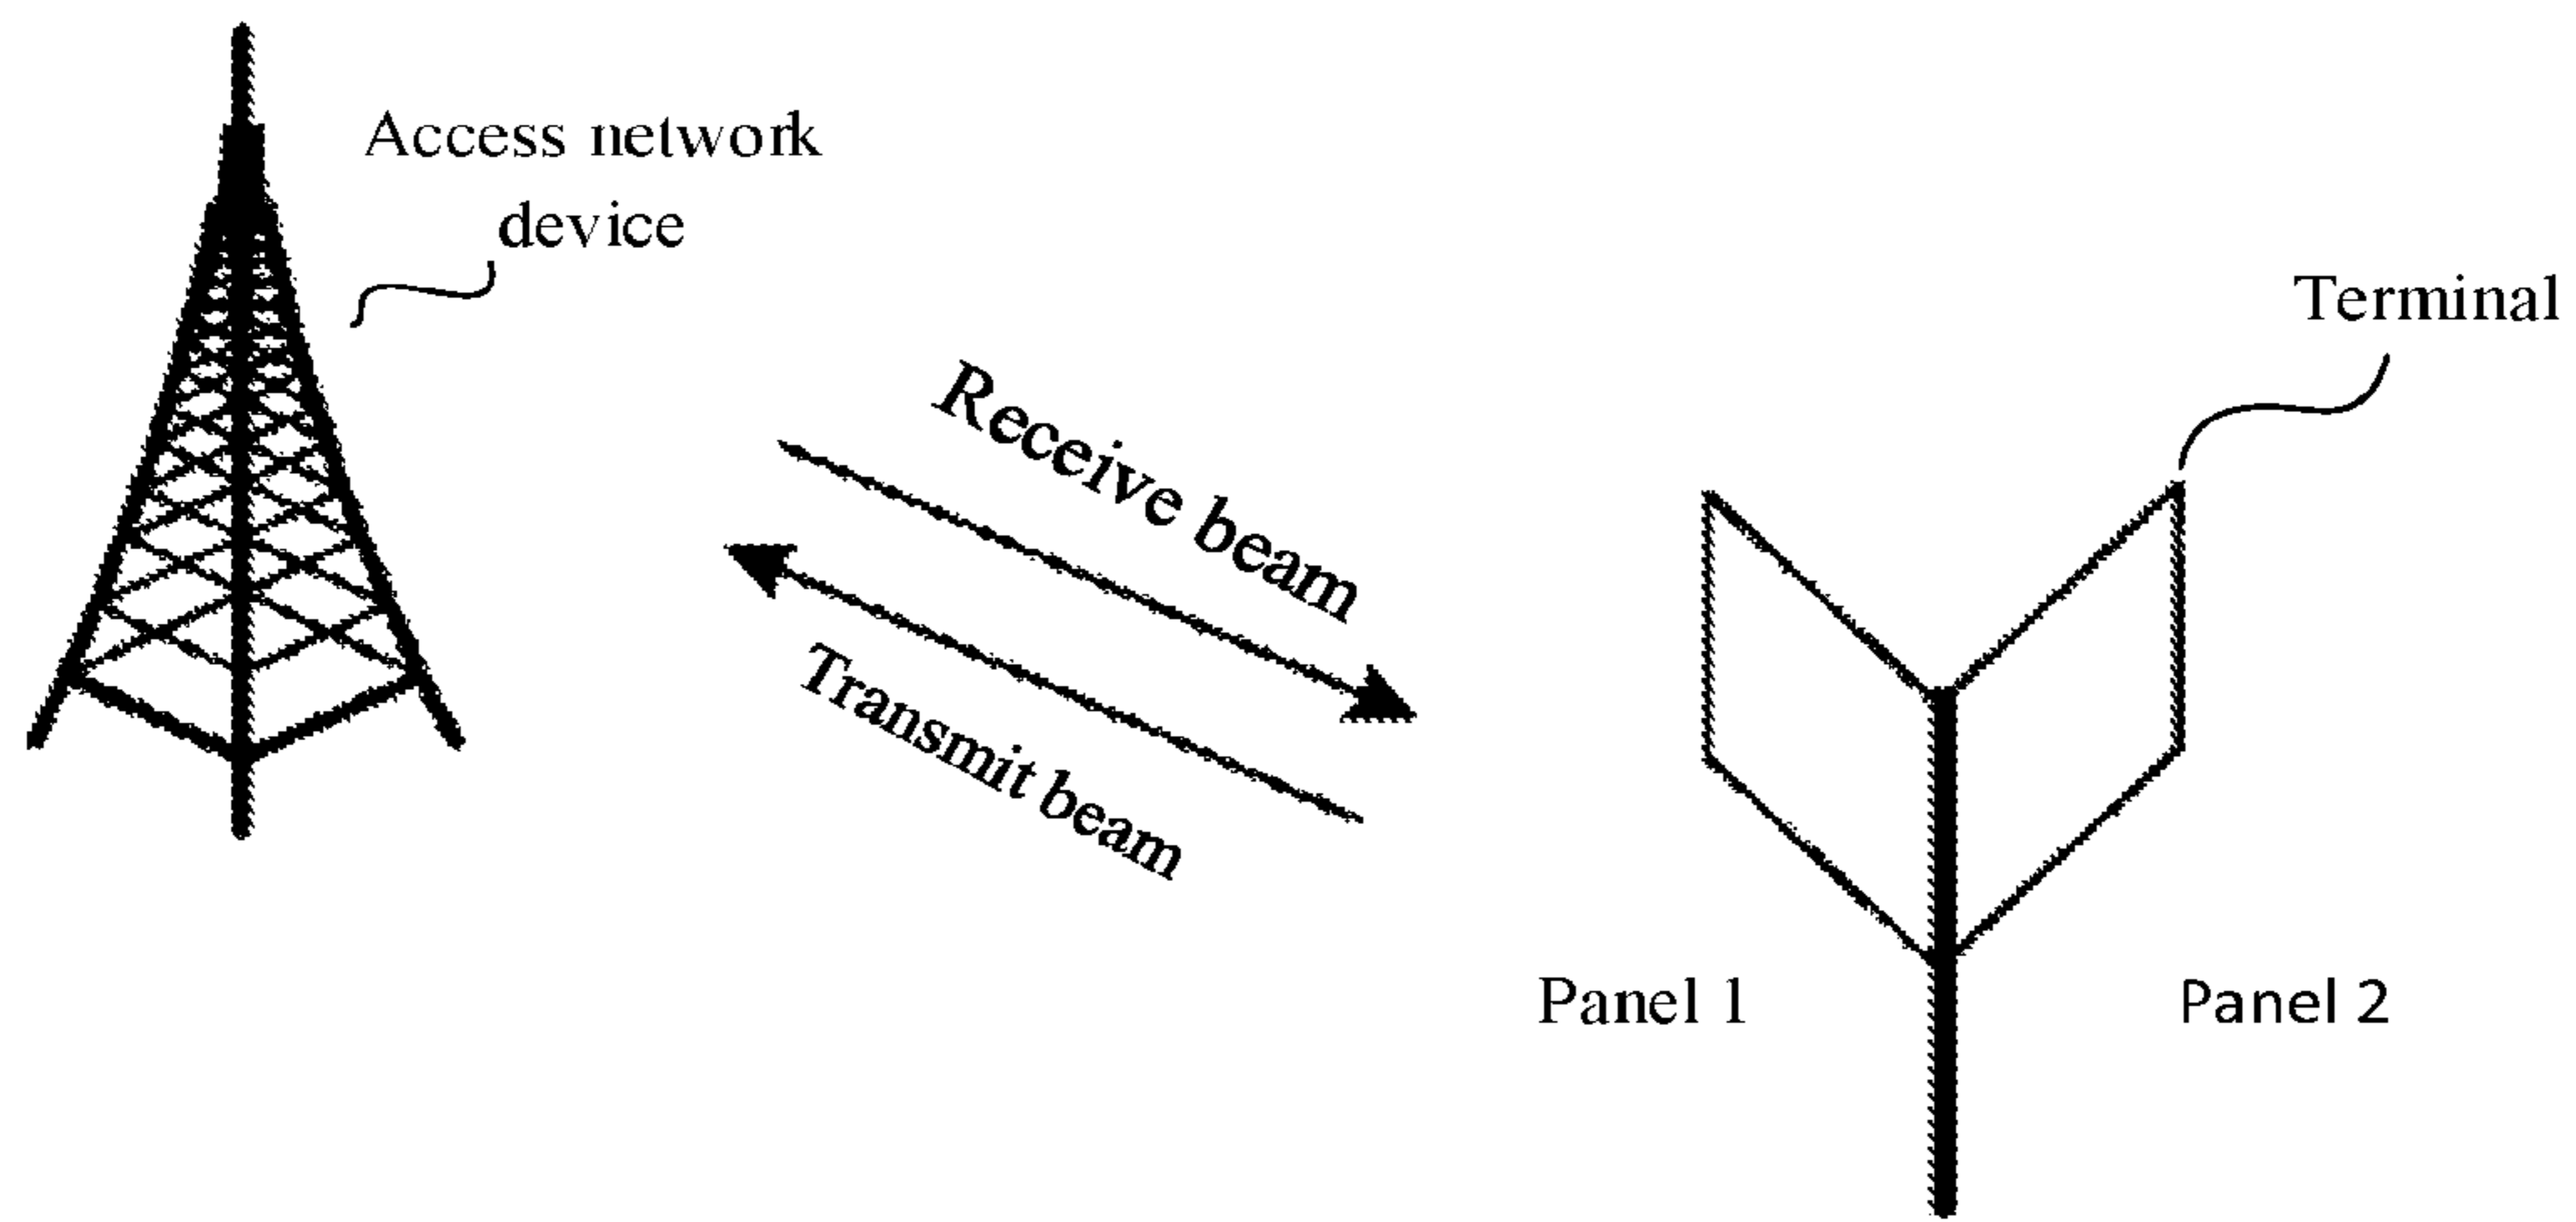 Access network
device
Terminal
Receive beam
Transmit beam
Panel 1
Panel 2